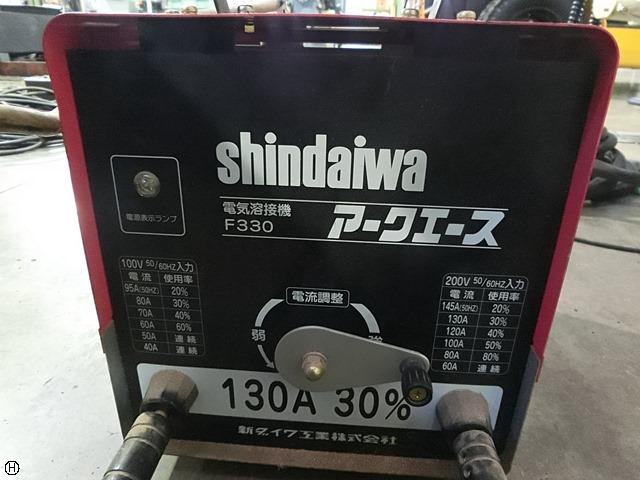 shindaiwa
電気溶接機
F330
アークエース
電源表示ランプ
100V 50/60HZ入力
電流 使用率
95A(50HZ) 20%
80A 30%
70A 40%
60A 60%
50A 連続
40A 連続
電流調整
弱 強
200V 50/60HZ入力
電流 使用率
145A(50HZ) 20%
130A 30%
120A 40%
100A 50%
80A 80%
60A 連続
130A 30%
新ダイワ工業株式会社
H